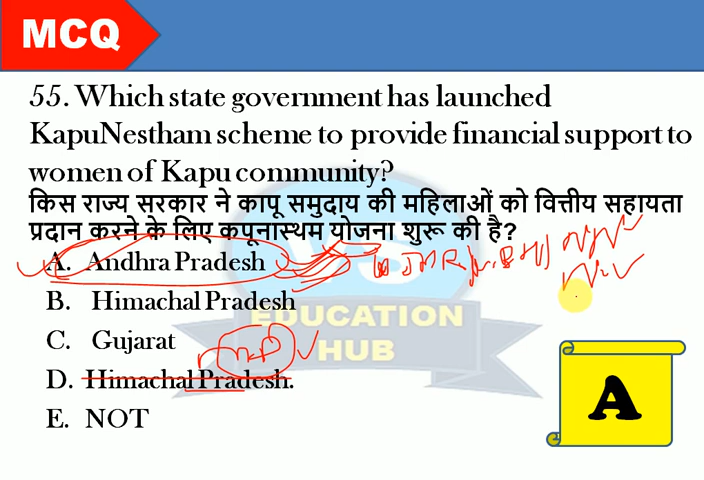 MCQ
55. Which state government has launched
KapuNestham scheme to provide financial support to
women of Kapu community?
किस राज्य सरकार ने कापू समुदाय की महिलाओं को वित्तीय सहायता
प्रदान करने के लिए कपूनास्थम योजना शुरू की है?
A. Andhra Pradesh
B. Himachal Pradesh
EDUCATION
C. Gujarat
HUB
D. Himachal Pradesh.
E. NOT
A